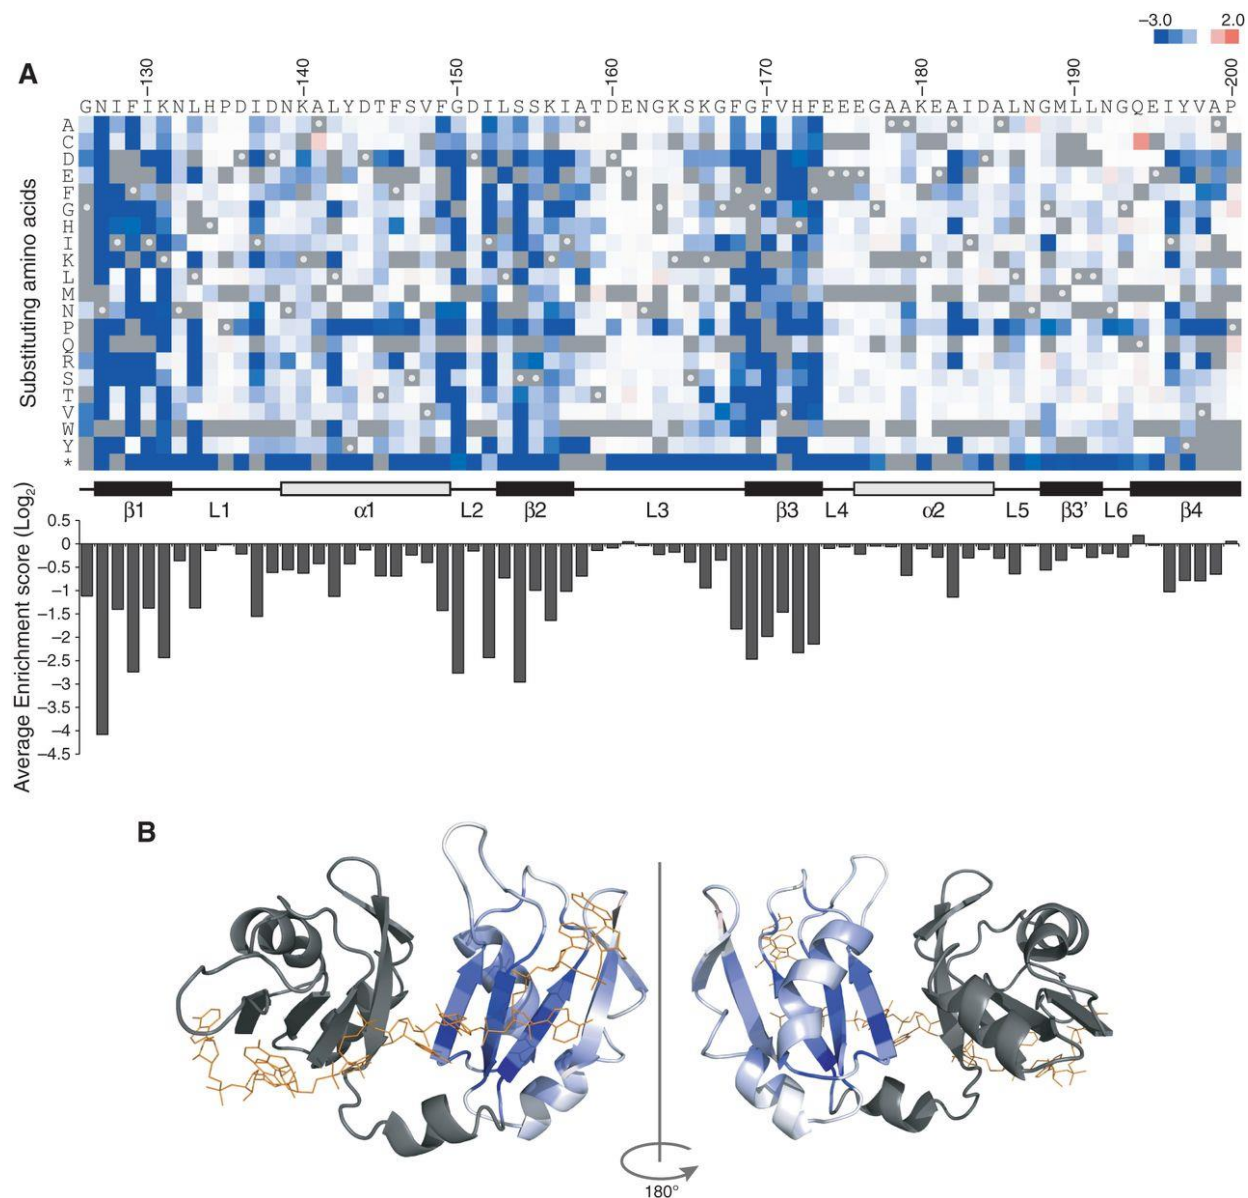 −3.0 2.0
A
130 140 150 160 170 180 190 200
GNIFIKNLHPDIDNKALYDTFSVFGDILSSKIATDENGKSKGFGFVHFEEEGAAKEAIDALNGMLLNGQEIYVAP
Substituting amino acids
A
C
D
E
F
G
H
I
K
L
M
N
P
Q
R
S
T
V
W
Y
*
β1 L1 α1 L2 β2 L3 β3 L4 α2 L5 β3' L6 β4
Average Enrichment score (Log2)
0.5
0
−0.5
−1
−1.5
−2
−2.5
−3
−3.5
−4
−4.5
B
180°